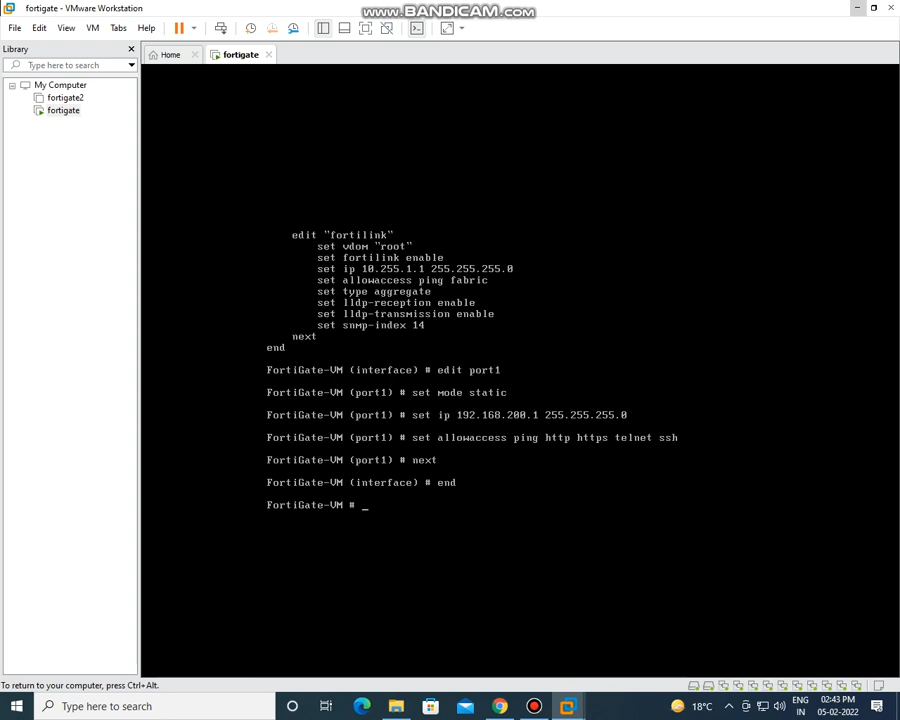 fortigate - VMware Workstation
www.BANDICAM.com
File Edit View VM Tabs Help
Library
Home
fortigate
Type here to search
My Computer
fortigate2
fortigate
edit "fortilink"
set vdom "root"
set fortilink enable
set ip 10.255.1.1 255.255.255.0
set allowaccess ping fabric
set type aggregate
set lldp-reception enable
set lldp-transmission enable
set snmp-index 14
next
end
FortiGate-VM (interface) # edit port1
FortiGate-VM (port1) # set mode static
FortiGate-VM (port1) # set ip 192.168.200.1 255.255.255.0
FortiGate-VM (port1) # set allowaccess ping http https telnet ssh
FortiGate-VM (port1) # next
FortiGate-VM (interface) # end
FortiGate-VM # _
To return to your computer, press Ctrl+Alt.
Type here to search
18°C
ENG
IN
02:43 PM
05-02-2022